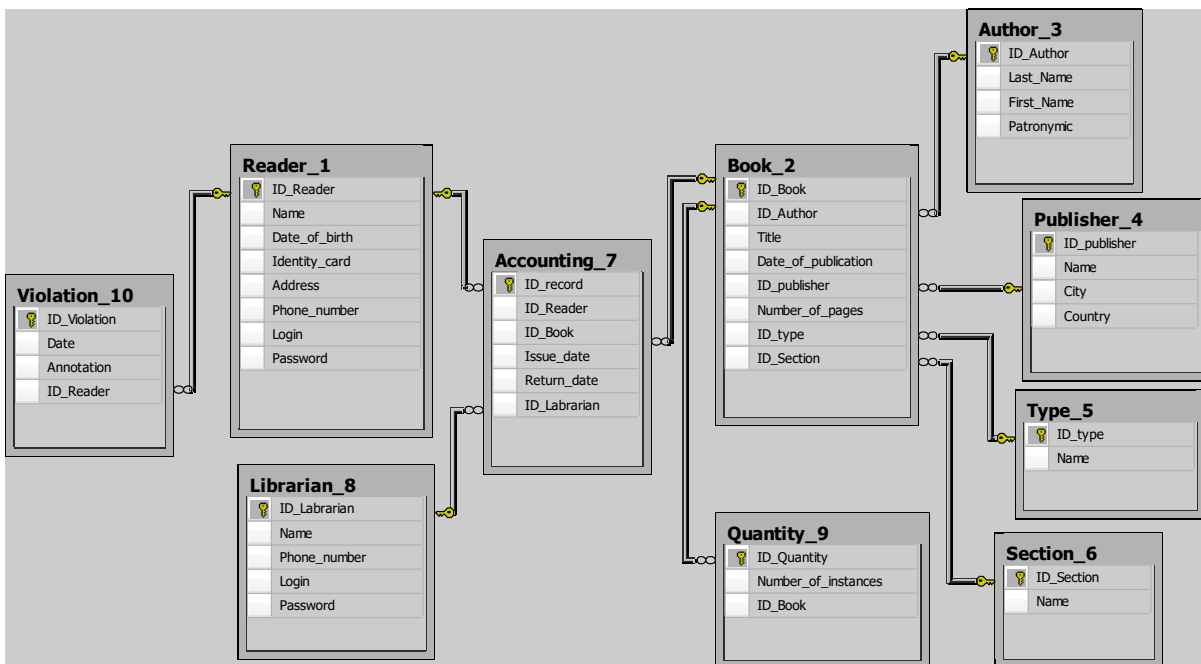 Author_3
ID_Author
Last_Name
First_Name
Patronymic
Reader_1
ID_Reader
Name
Date_of_birth
Identity_card
Address
Phone_number
Login
Password
Book_2
ID_Book
ID_Author
Title
Date_of_publication
ID_publisher
Number_of_pages
ID_type
ID_Section
Publisher_4
ID_publisher
Name
City
Country
Accounting_7
ID_record
ID_Reader
ID_Book
Issue_date
Return_date
ID_Labrarian
Violation_10
ID_Violation
Date
Annotation
ID_Reader
Type_5
ID_type
Name
Librarian_8
ID_Labrarian
Name
Phone_number
Login
Password
Quantity_9
ID_Quantity
Number_of_instances
ID_Book
Section_6
ID_Section
Name